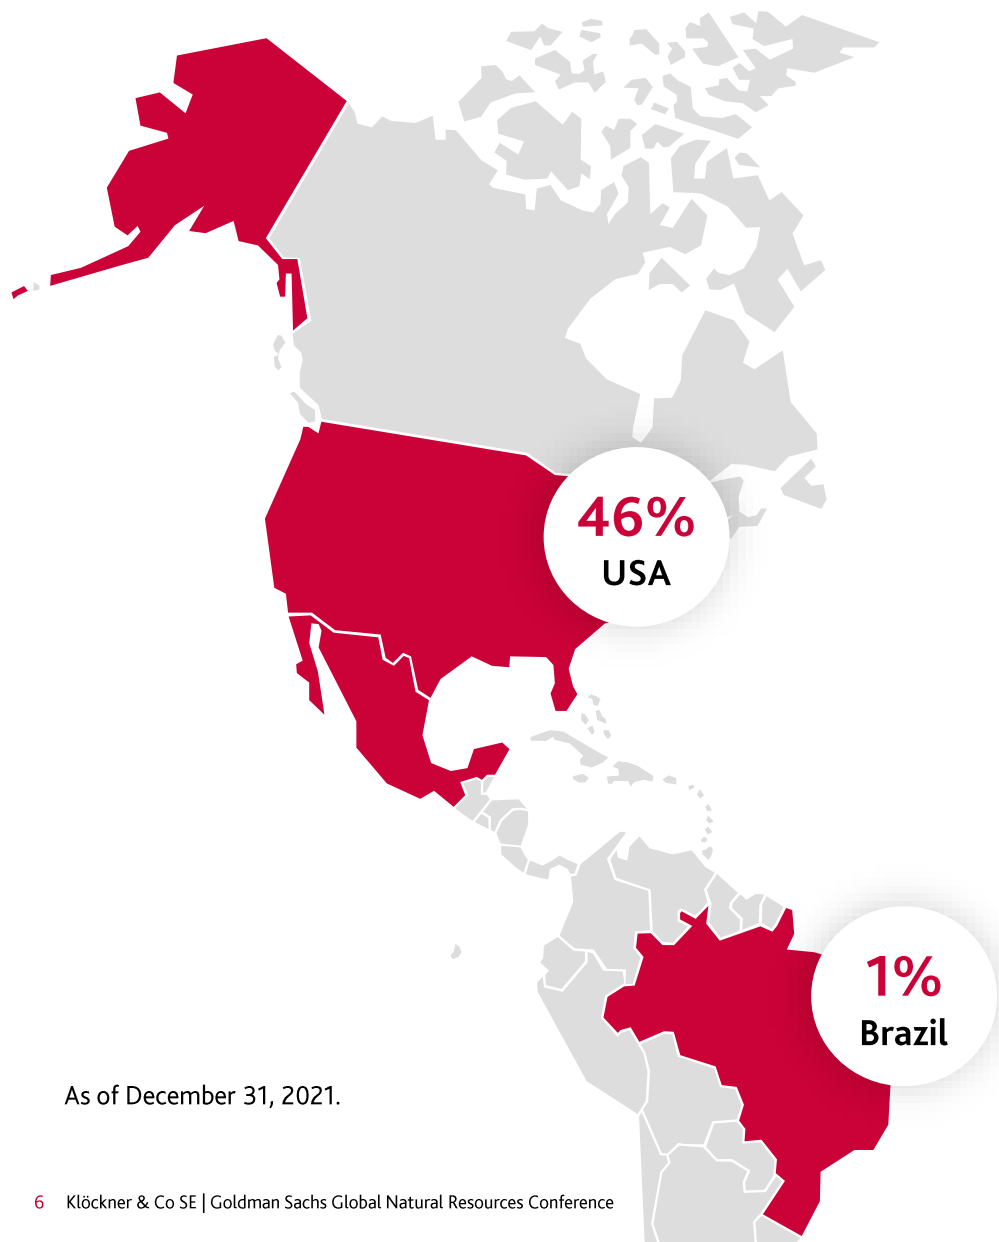 46%
USA
1%
Brazil
As of December 31, 2021.
6 Klöckner & Co SE | Goldman Sachs Global Natural Resources Conference